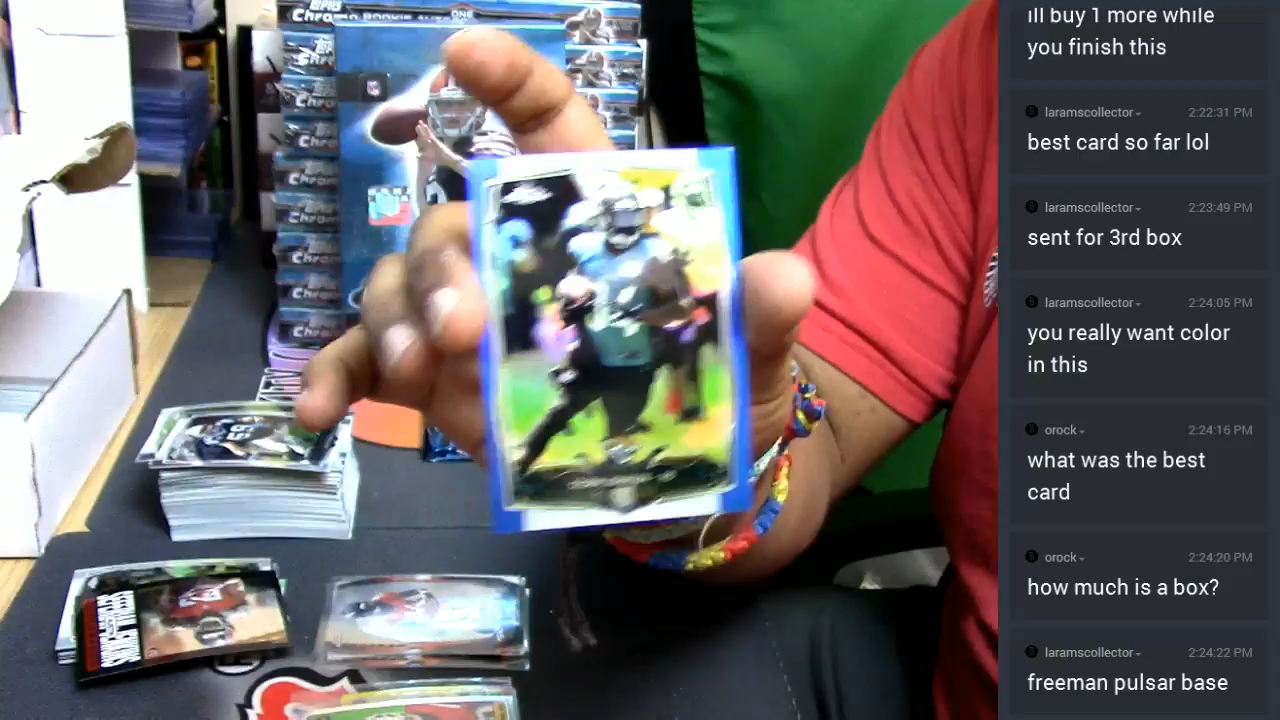 ill buy 1 more while
you finish this
laramscollector 2:22:31 PM
best card so far lol
laramscollector 2:23:49 PM
sent for 3rd box
laramscollector 2:24:05 PM
you really want color
in this
orock 2:24:16 PM
what was the best
card
orock 2:24:20 PM
how much is a box?
laramscollector 2:24:22 PM
freeman pulsar base
Topps
Chrome
ONE
NFL
59